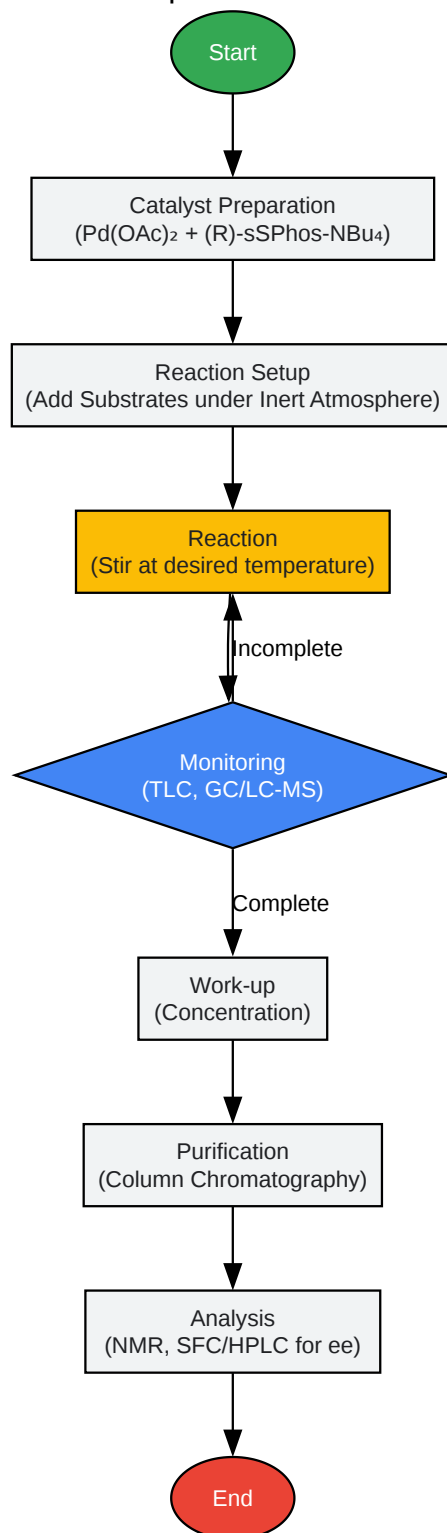 Start
Catalyst Preparation
(Pd(OAc)₂ + (R)-sSPhos-NBu₄)
Reaction Setup
(Add Substrates under Inert Atmosphere)
Reaction
(Stir at desired temperature)
Incomplete
Monitoring
(TLC, GC/LC-MS)
Complete
Work-up
(Concentration)
Purification
(Column Chromatography)
Analysis
(NMR, SFC/HPLC for ee)
End